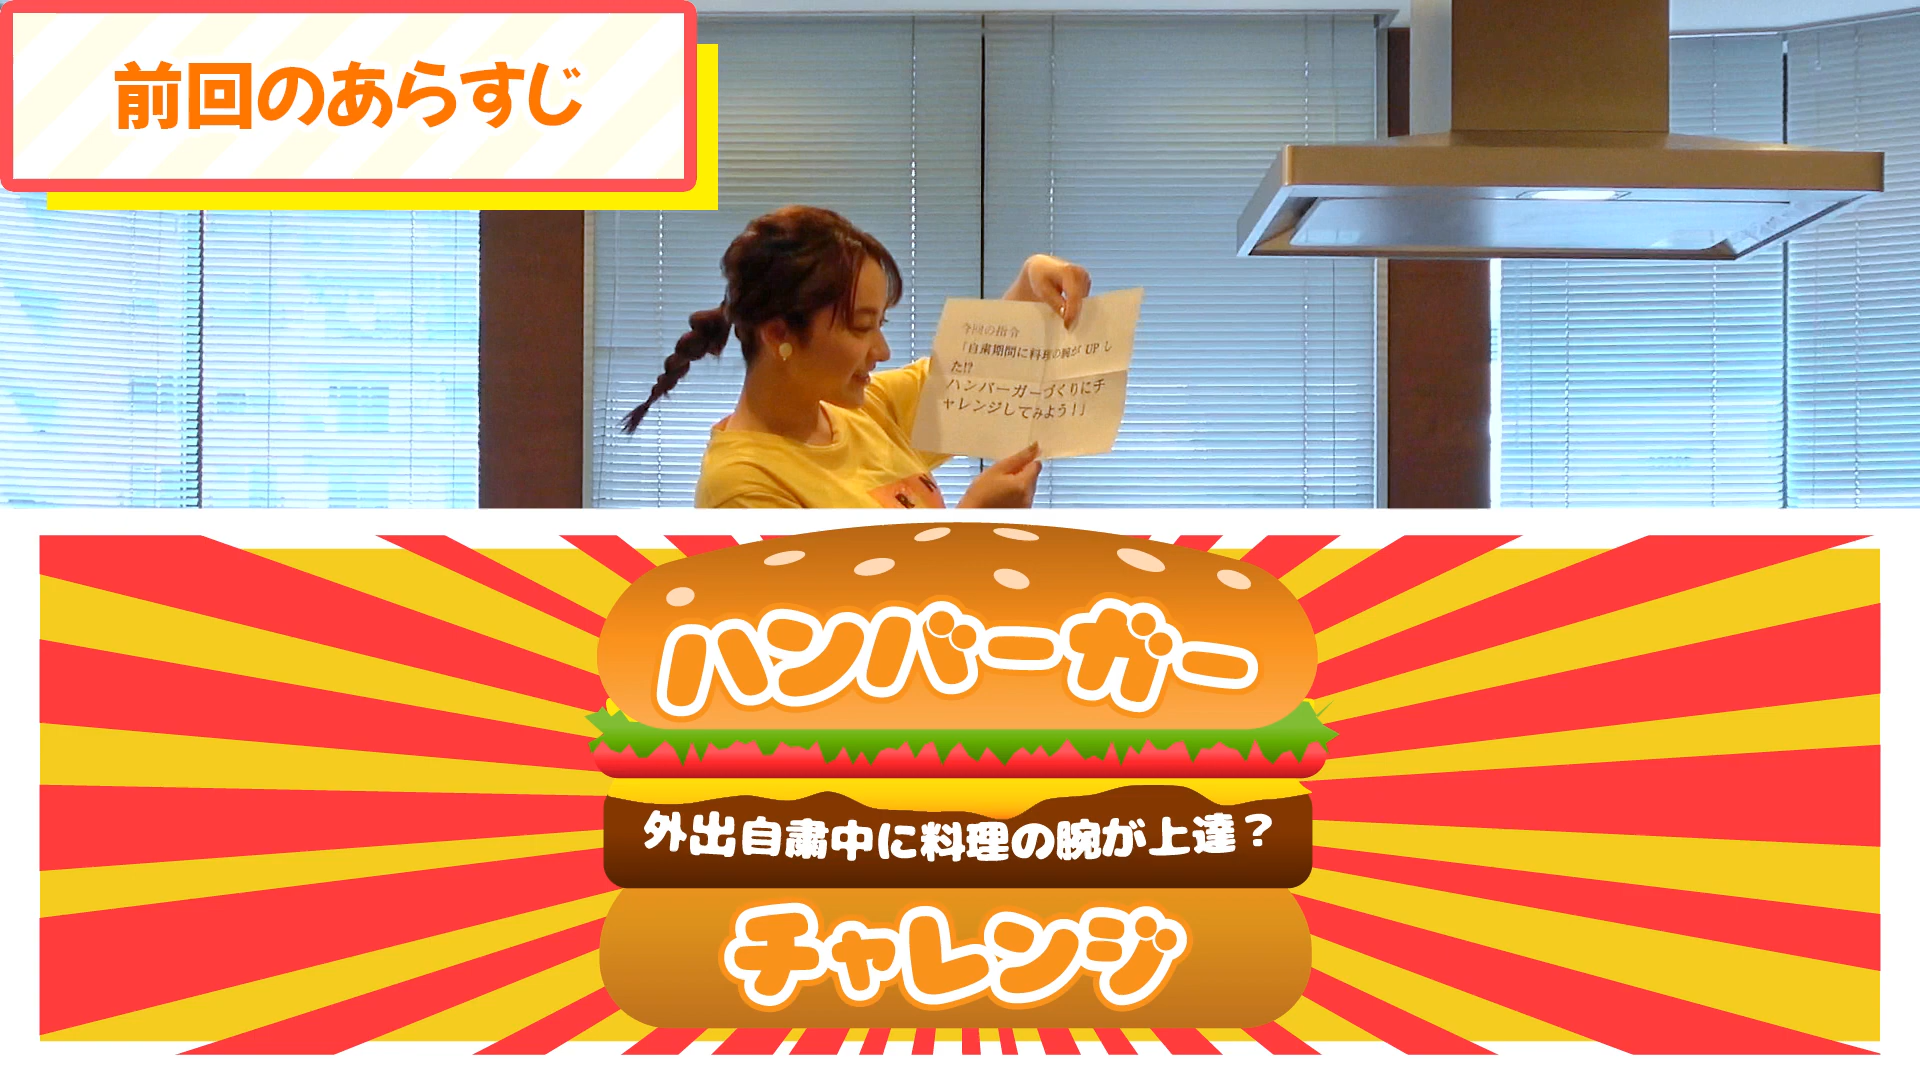 前回のあらすじ
今回の指令
「自粛期間に料理の腕が UP し
た!?
ハンバーガーづくりにチ
ャレンジしてみよう！」
ハンバーガー
外出自粛中に料理の腕が上達？
チャレンジ